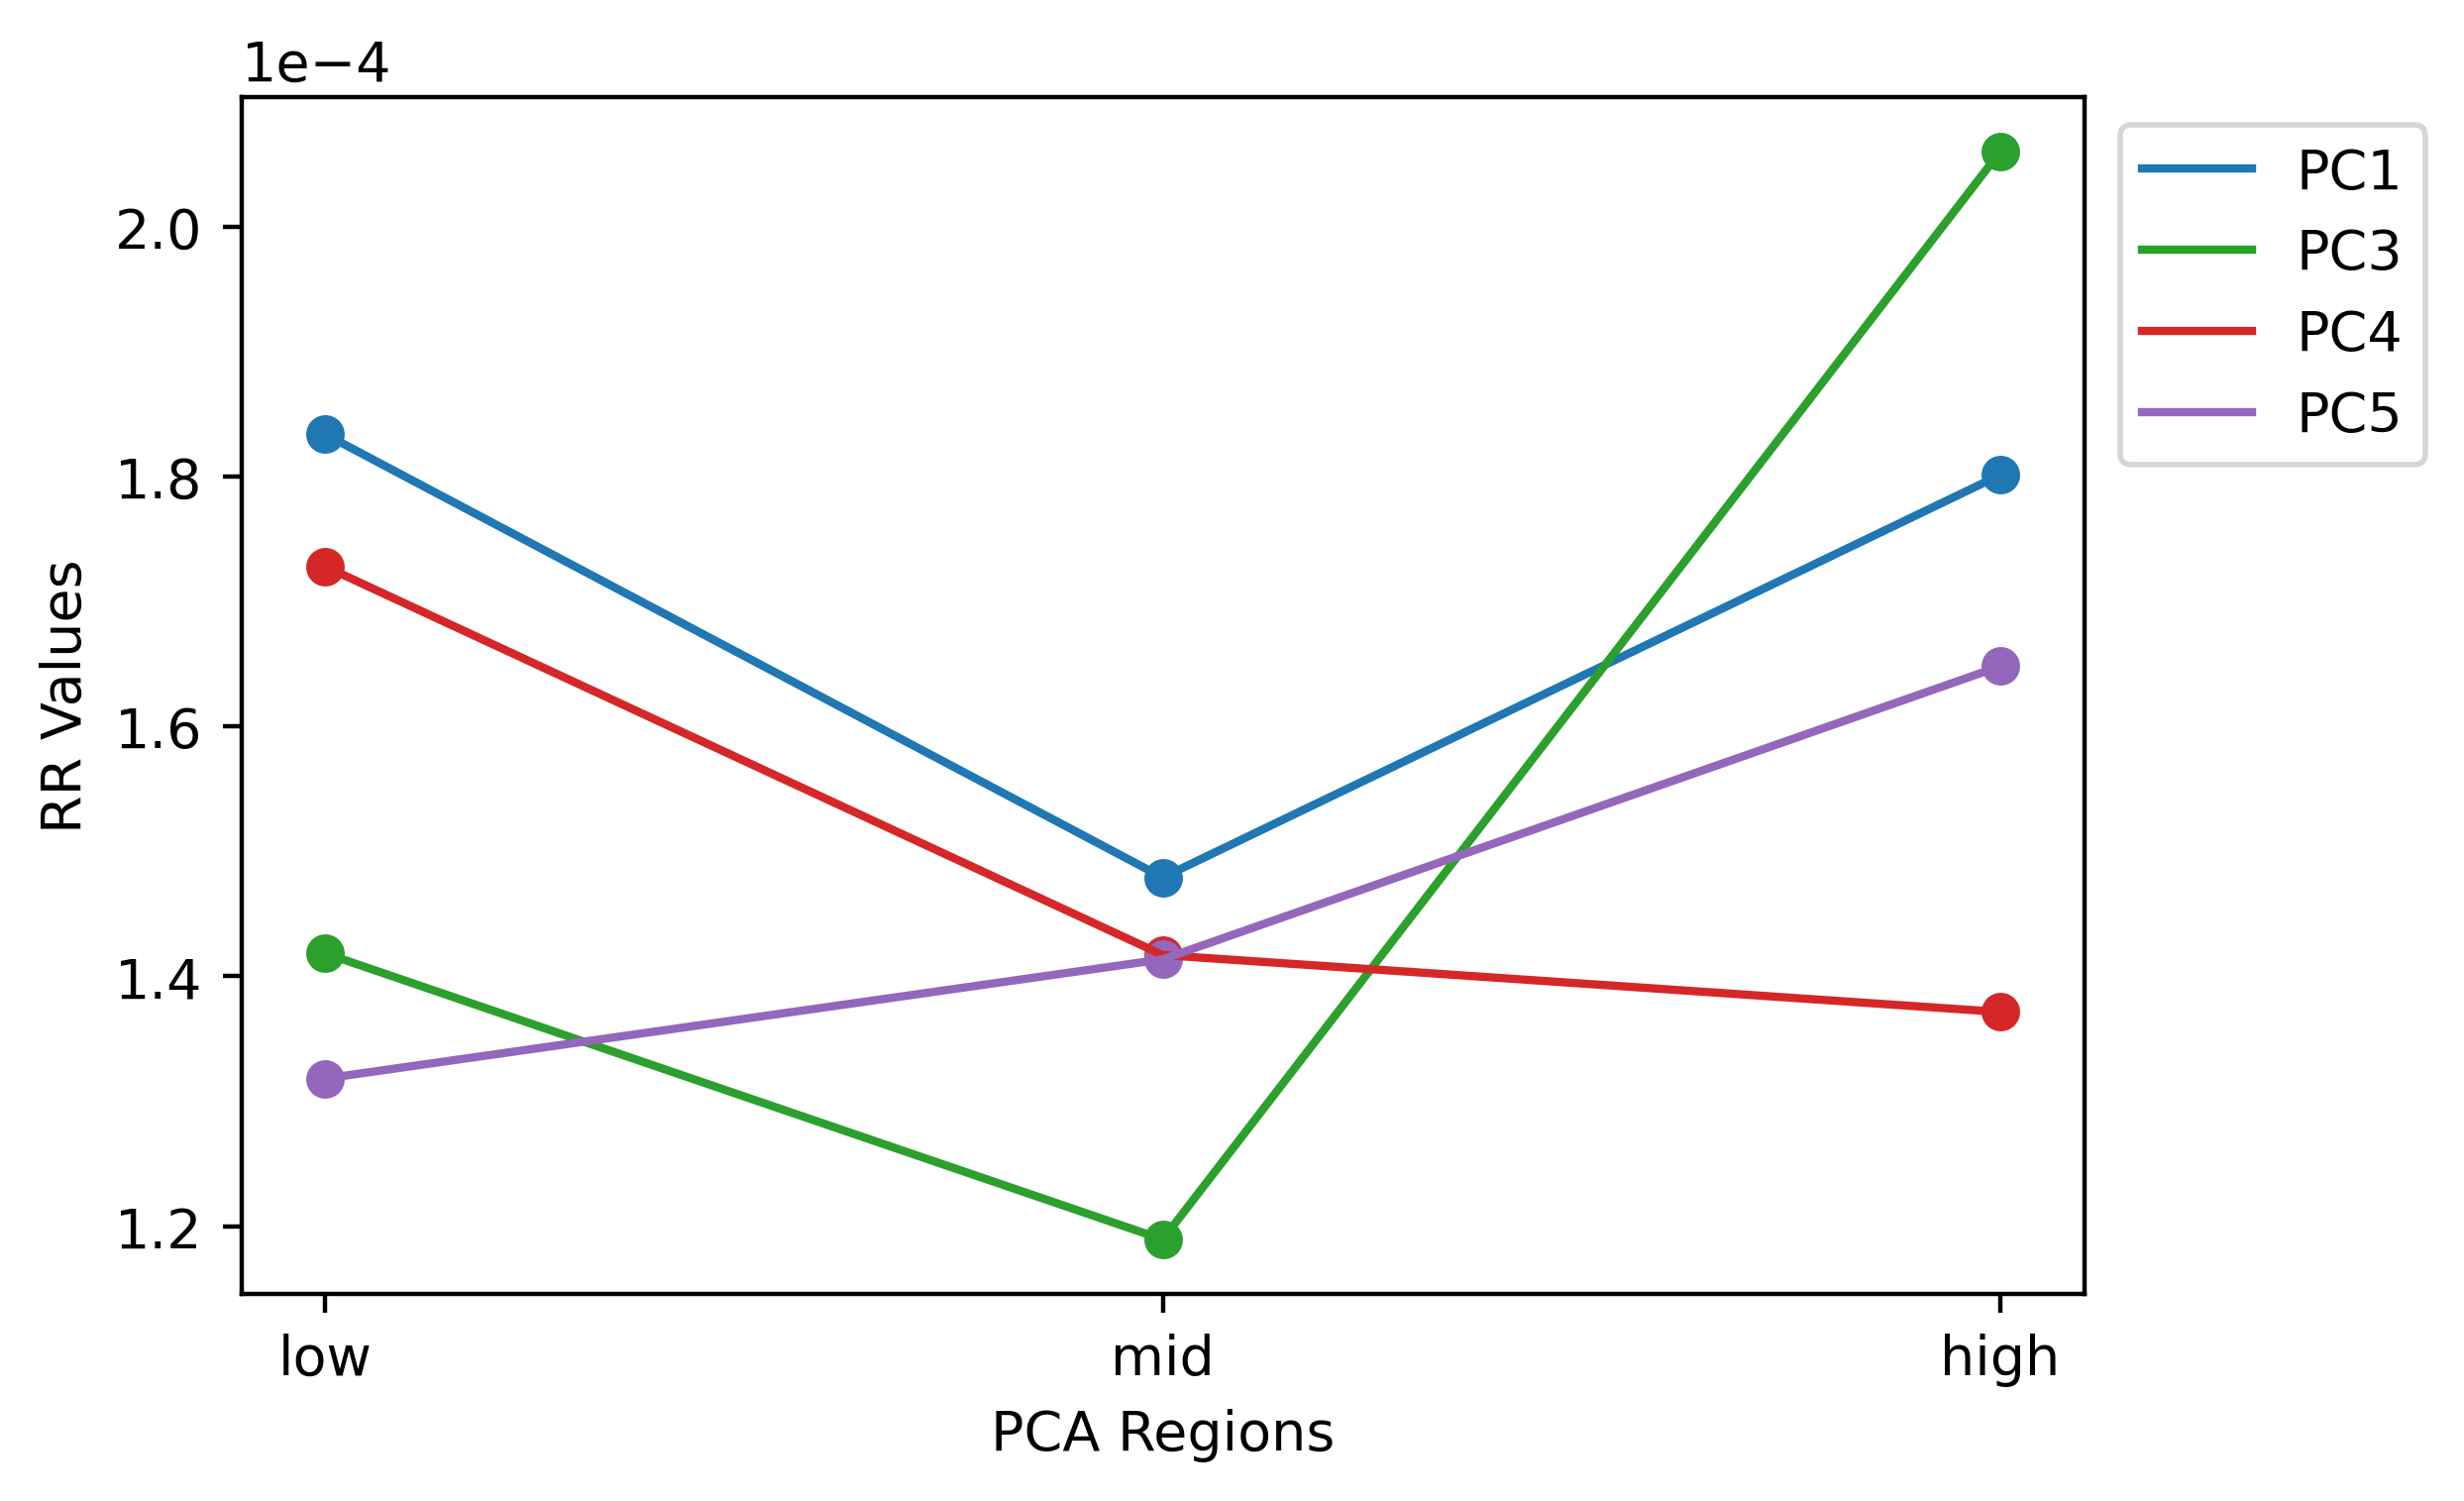 1e−4
2.0
1.8
1.6
1.4
1.2
RR Values
low
mid
high
PCA Regions
PC1
PC3
PC4
PC5